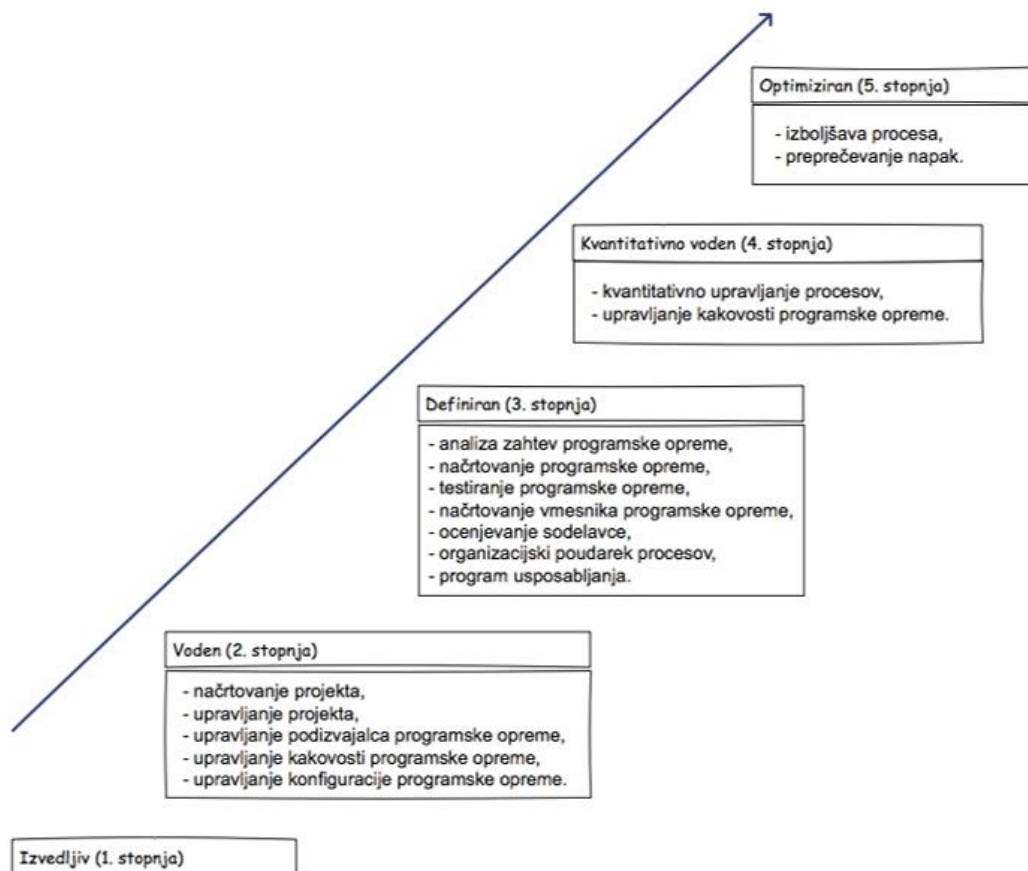 Optimiziran (5. stopnja)
- izboljšava procesa,
- preprečevanje napak.
Kvantitativno voden (4. stopnja)
- kvantitativno upravljanje procesov,
- upravljanje kakovosti programske opreme.
Definiran (3. stopnja)
- analiza zahtev programske opreme,
- načrtovanje programske opreme,
- testiranje programske opreme,
- načrtovanje vmesnika programske opreme,
- ocenjevanje sodelavce,
- organizacijski poudarek procesov,
- program usposabljanja.
Voden (2. stopnja)
- načrtovanje projekta,
- upravljanje projekta,
- upravljanje podizvajalca programske opreme,
- upravljanje kakovosti programske opreme,
- upravljanje konfiguracije programske opreme.
Izvedljiv (1. stopnja)